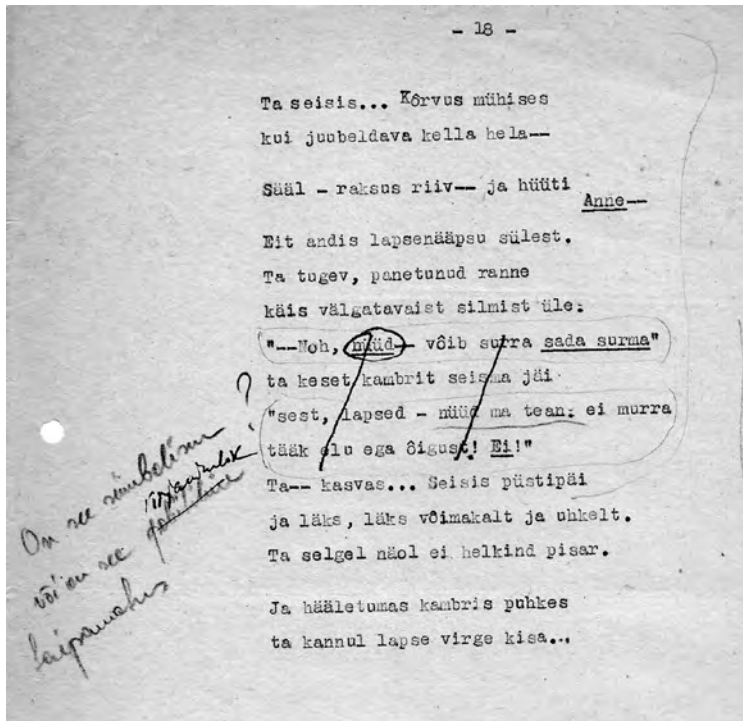 - 18 -
Ta seisis... Kõrvus mühises
kui juubeldava kella hela--
Sääl - raksus riiv-- ja hüüti
Anne--
Eit andis lapsenääpsu sülest.
Ta tugev, panetunud ranne
käis välgatavaist silmist üle:
"--Noh, nüüd- võib surra sada surma"
ta keset kambrit seisma jäi
"sest, lapsed - nüüd ma tean: ei murra
tääk elu ega õigust! Ei!"
Ta-- kasvas... Seisis püstipäi
ja läks, läks võimakalt ja uhkelt.
Ta selgel näol ei helkind pisar.
Ja hääletumas kambris puhkes
ta kannul lapse virge kisa...
On see sümbolism
või on see
?